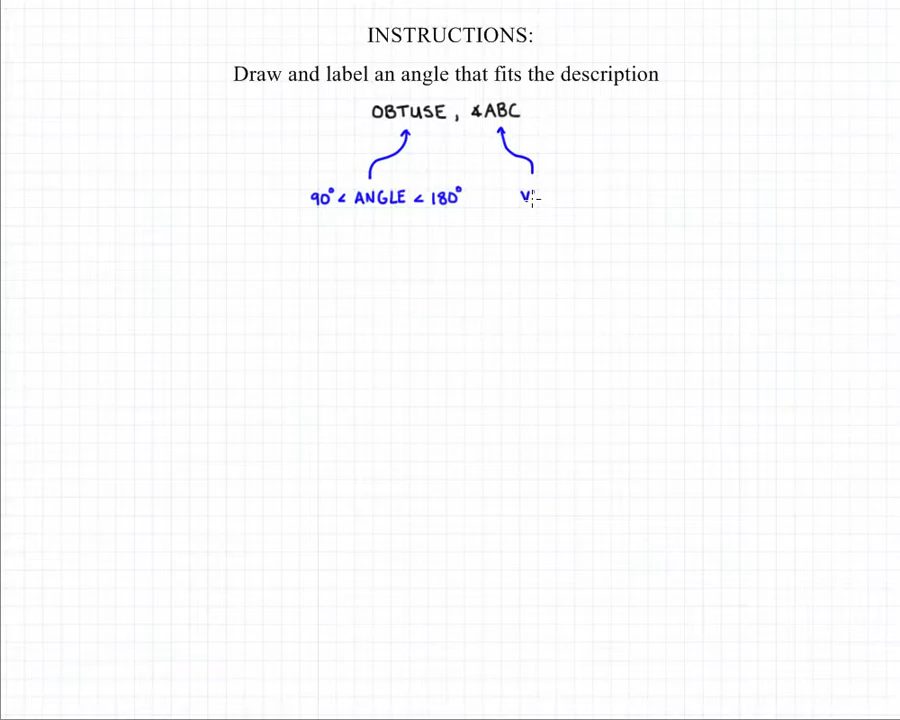 INSTRUCTIONS:
Draw and label an angle that fits the description
OBTUSE, ∡ABC
90° < ANGLE < 180°